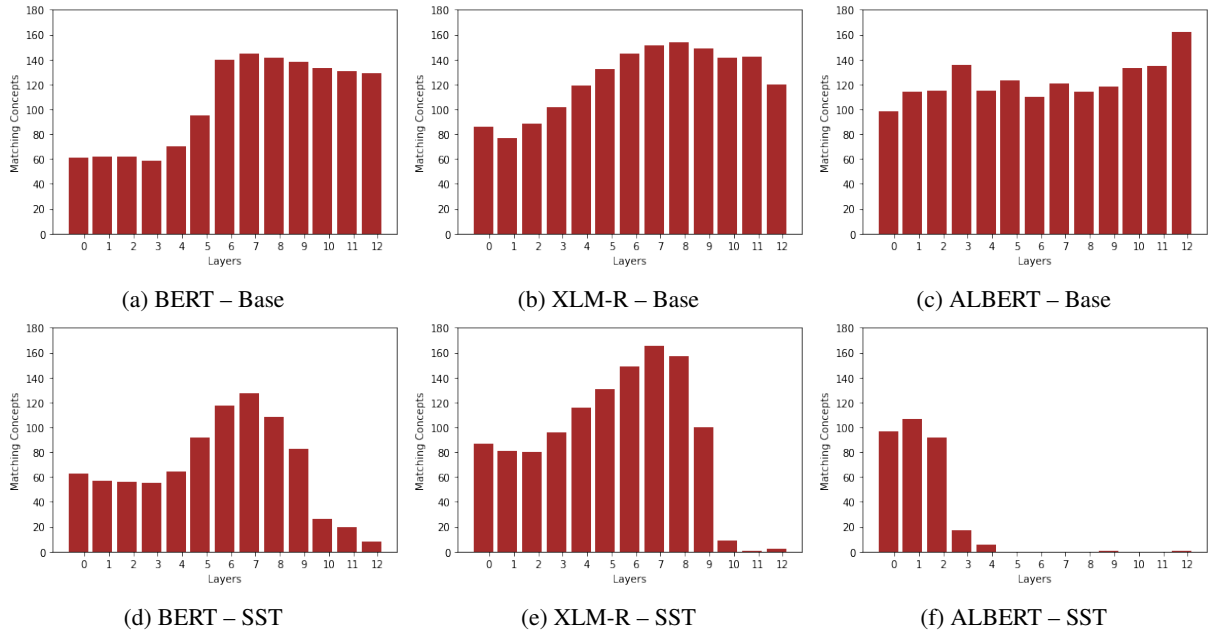 180
160
140
120
100
80
60
40
20
0
Matching Concepts
0 1 2 3 4 5 6 7 8 9 10 11 12
Layers
(a) BERT – Base
180
160
140
120
100
80
60
40
20
0
Matching Concepts
0 1 2 3 4 5 6 7 8 9 10 11 12
Layers
(b) XLM-R – Base
180
160
140
120
100
80
60
40
20
0
Matching Concepts
0 1 2 3 4 5 6 7 8 9 10 11 12
Layers
(c) ALBERT – Base
180
160
140
120
100
80
60
40
20
0
Matching Concepts
0 1 2 3 4 5 6 7 8 9 10 11 12
Layers
(d) BERT – SST
180
160
140
120
100
80
60
40
20
0
Matching Concepts
0 1 2 3 4 5 6 7 8 9 10 11 12
Layers
(e) XLM-R – SST
180
160
140
120
100
80
60
40
20
0
Matching Concepts
0 1 2 3 4 5 6 7 8 9 10 11 12
Layers
(f) ALBERT – SST